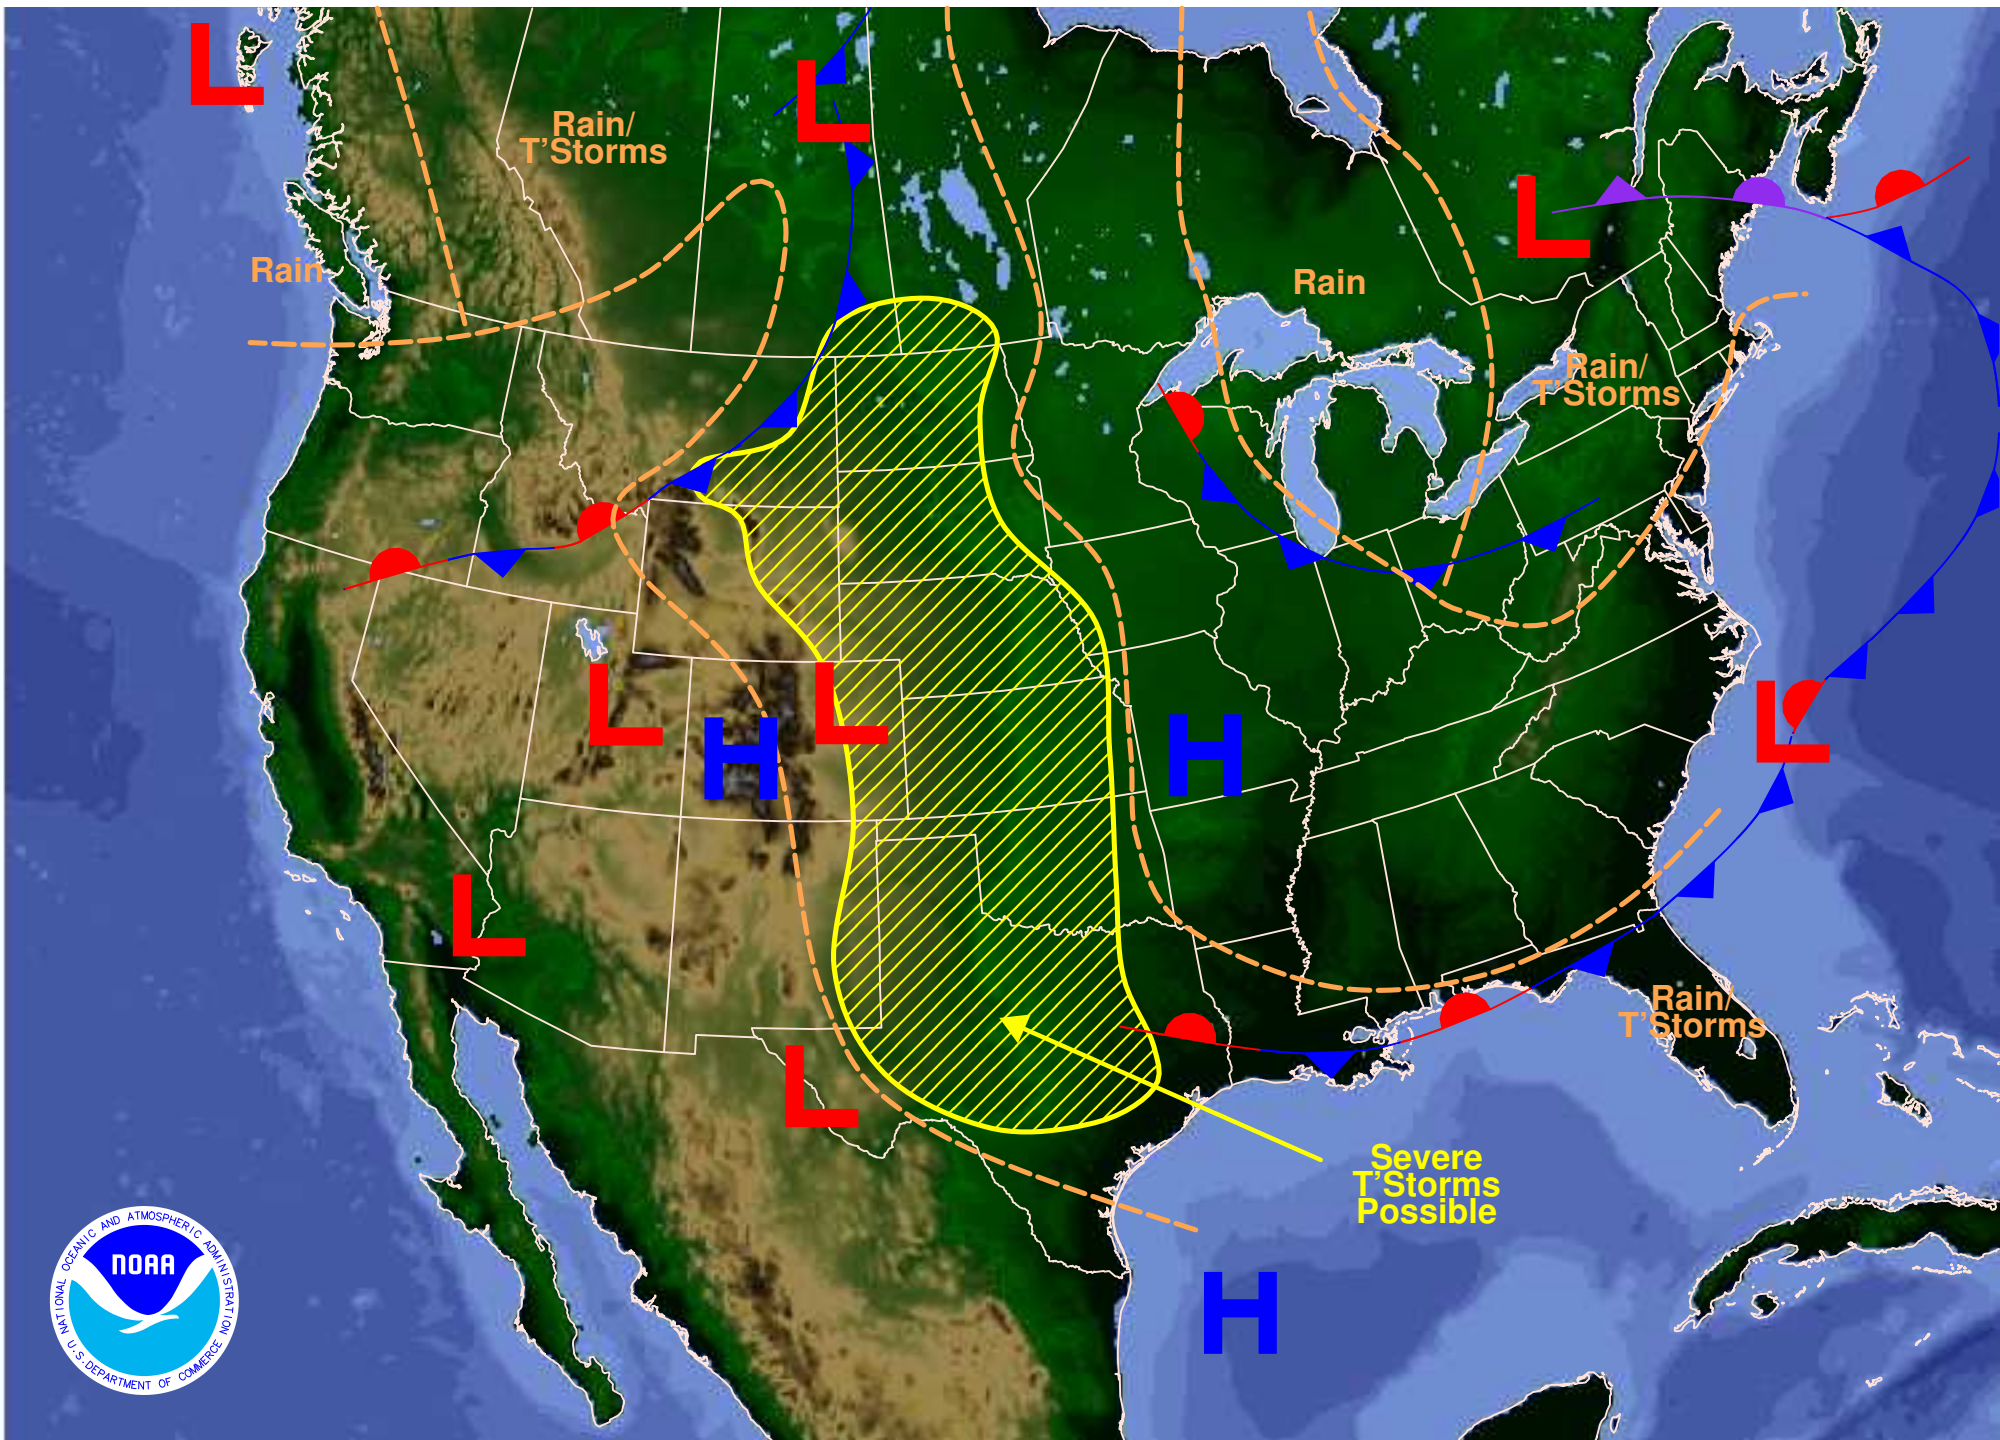 L
L
Rain/
T'Storms
L
Rain
Rain
Rain/
T'Storms
L
H
L
H
L
L
Rain/
T'Storms
L
Severe
T'Storms
Possible
H
NATIONAL OCEANIC AND ATMOSPHERIC ADMINISTRATION
NOAA
U.S. DEPARTMENT OF COMMERCE